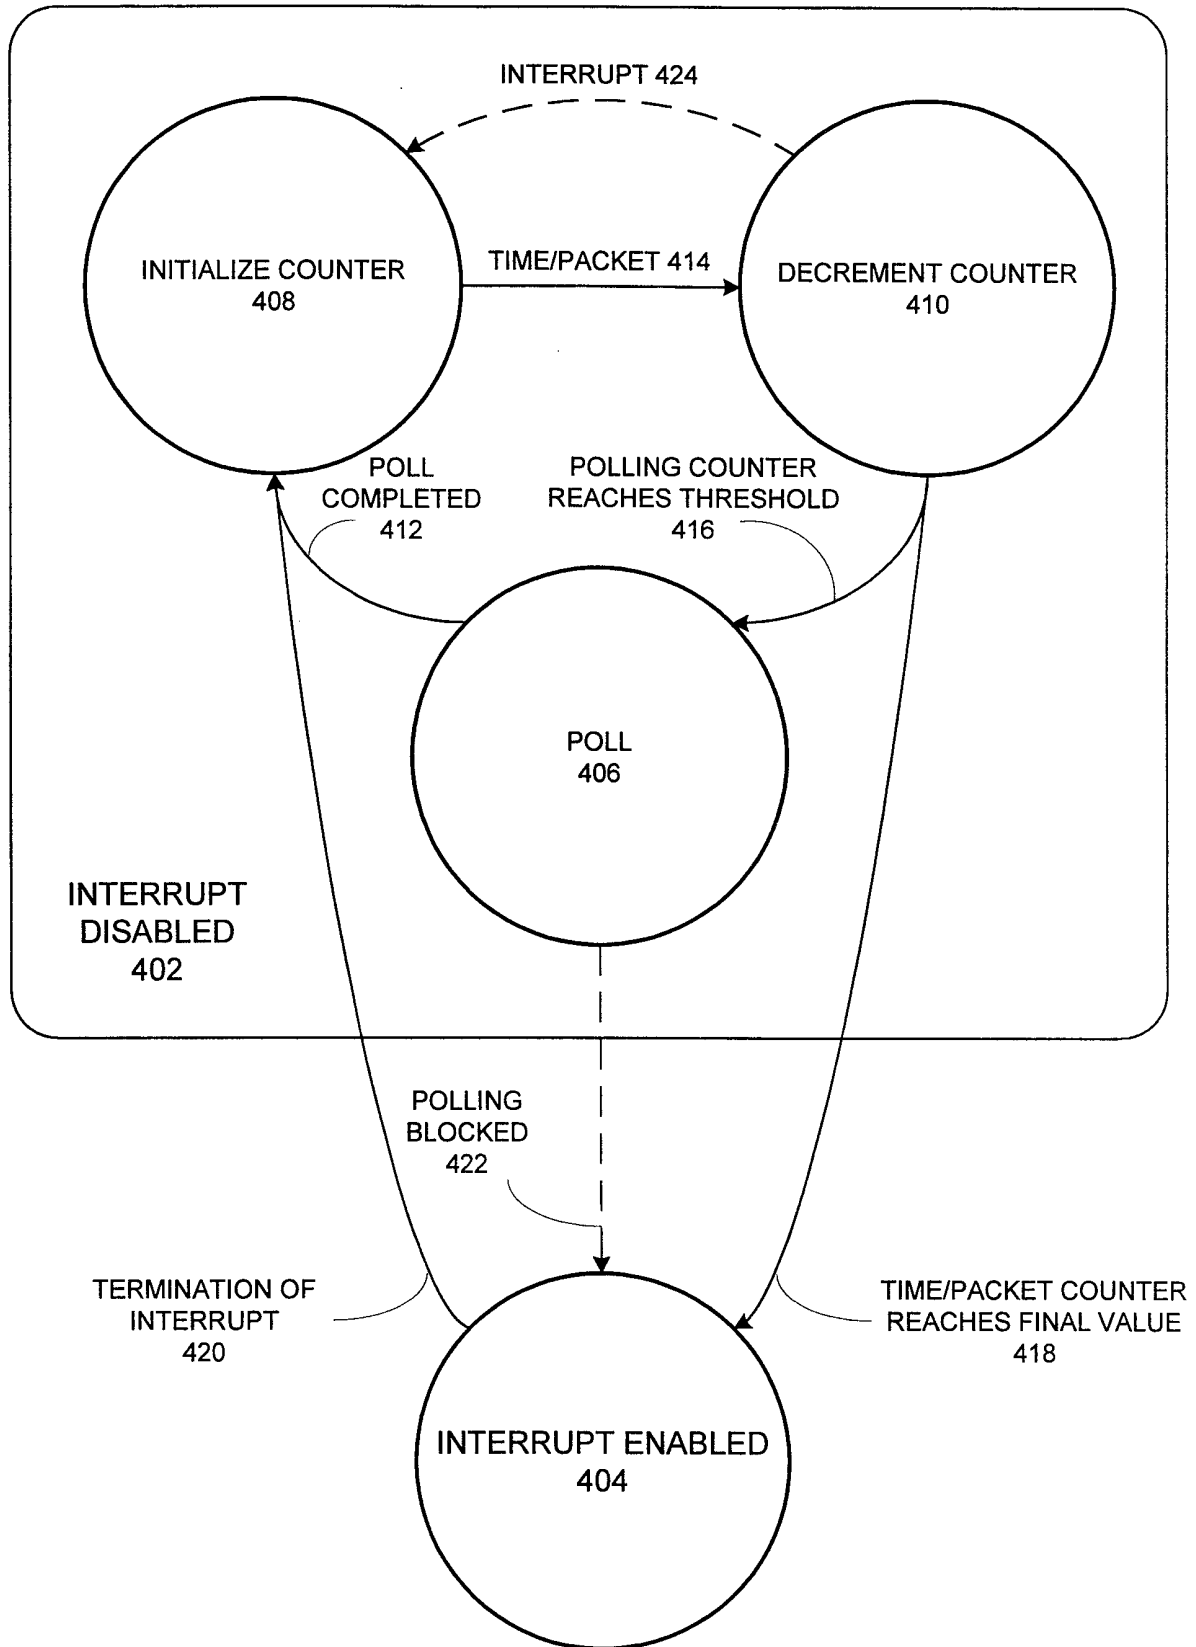 INTERRUPT 424
INITIALIZE COUNTER
408
TIME/PACKET 414
DECREMENT COUNTER
410
POLL
COMPLETED
412
POLLING COUNTER
REACHES THRESHOLD
416
POLL
406
INTERRUPT
DISABLED
402
POLLING
BLOCKED
422
TERMINATION OF
INTERRUPT
420
TIME/PACKET COUNTER
REACHES FINAL VALUE
418
INTERRUPT ENABLED
404